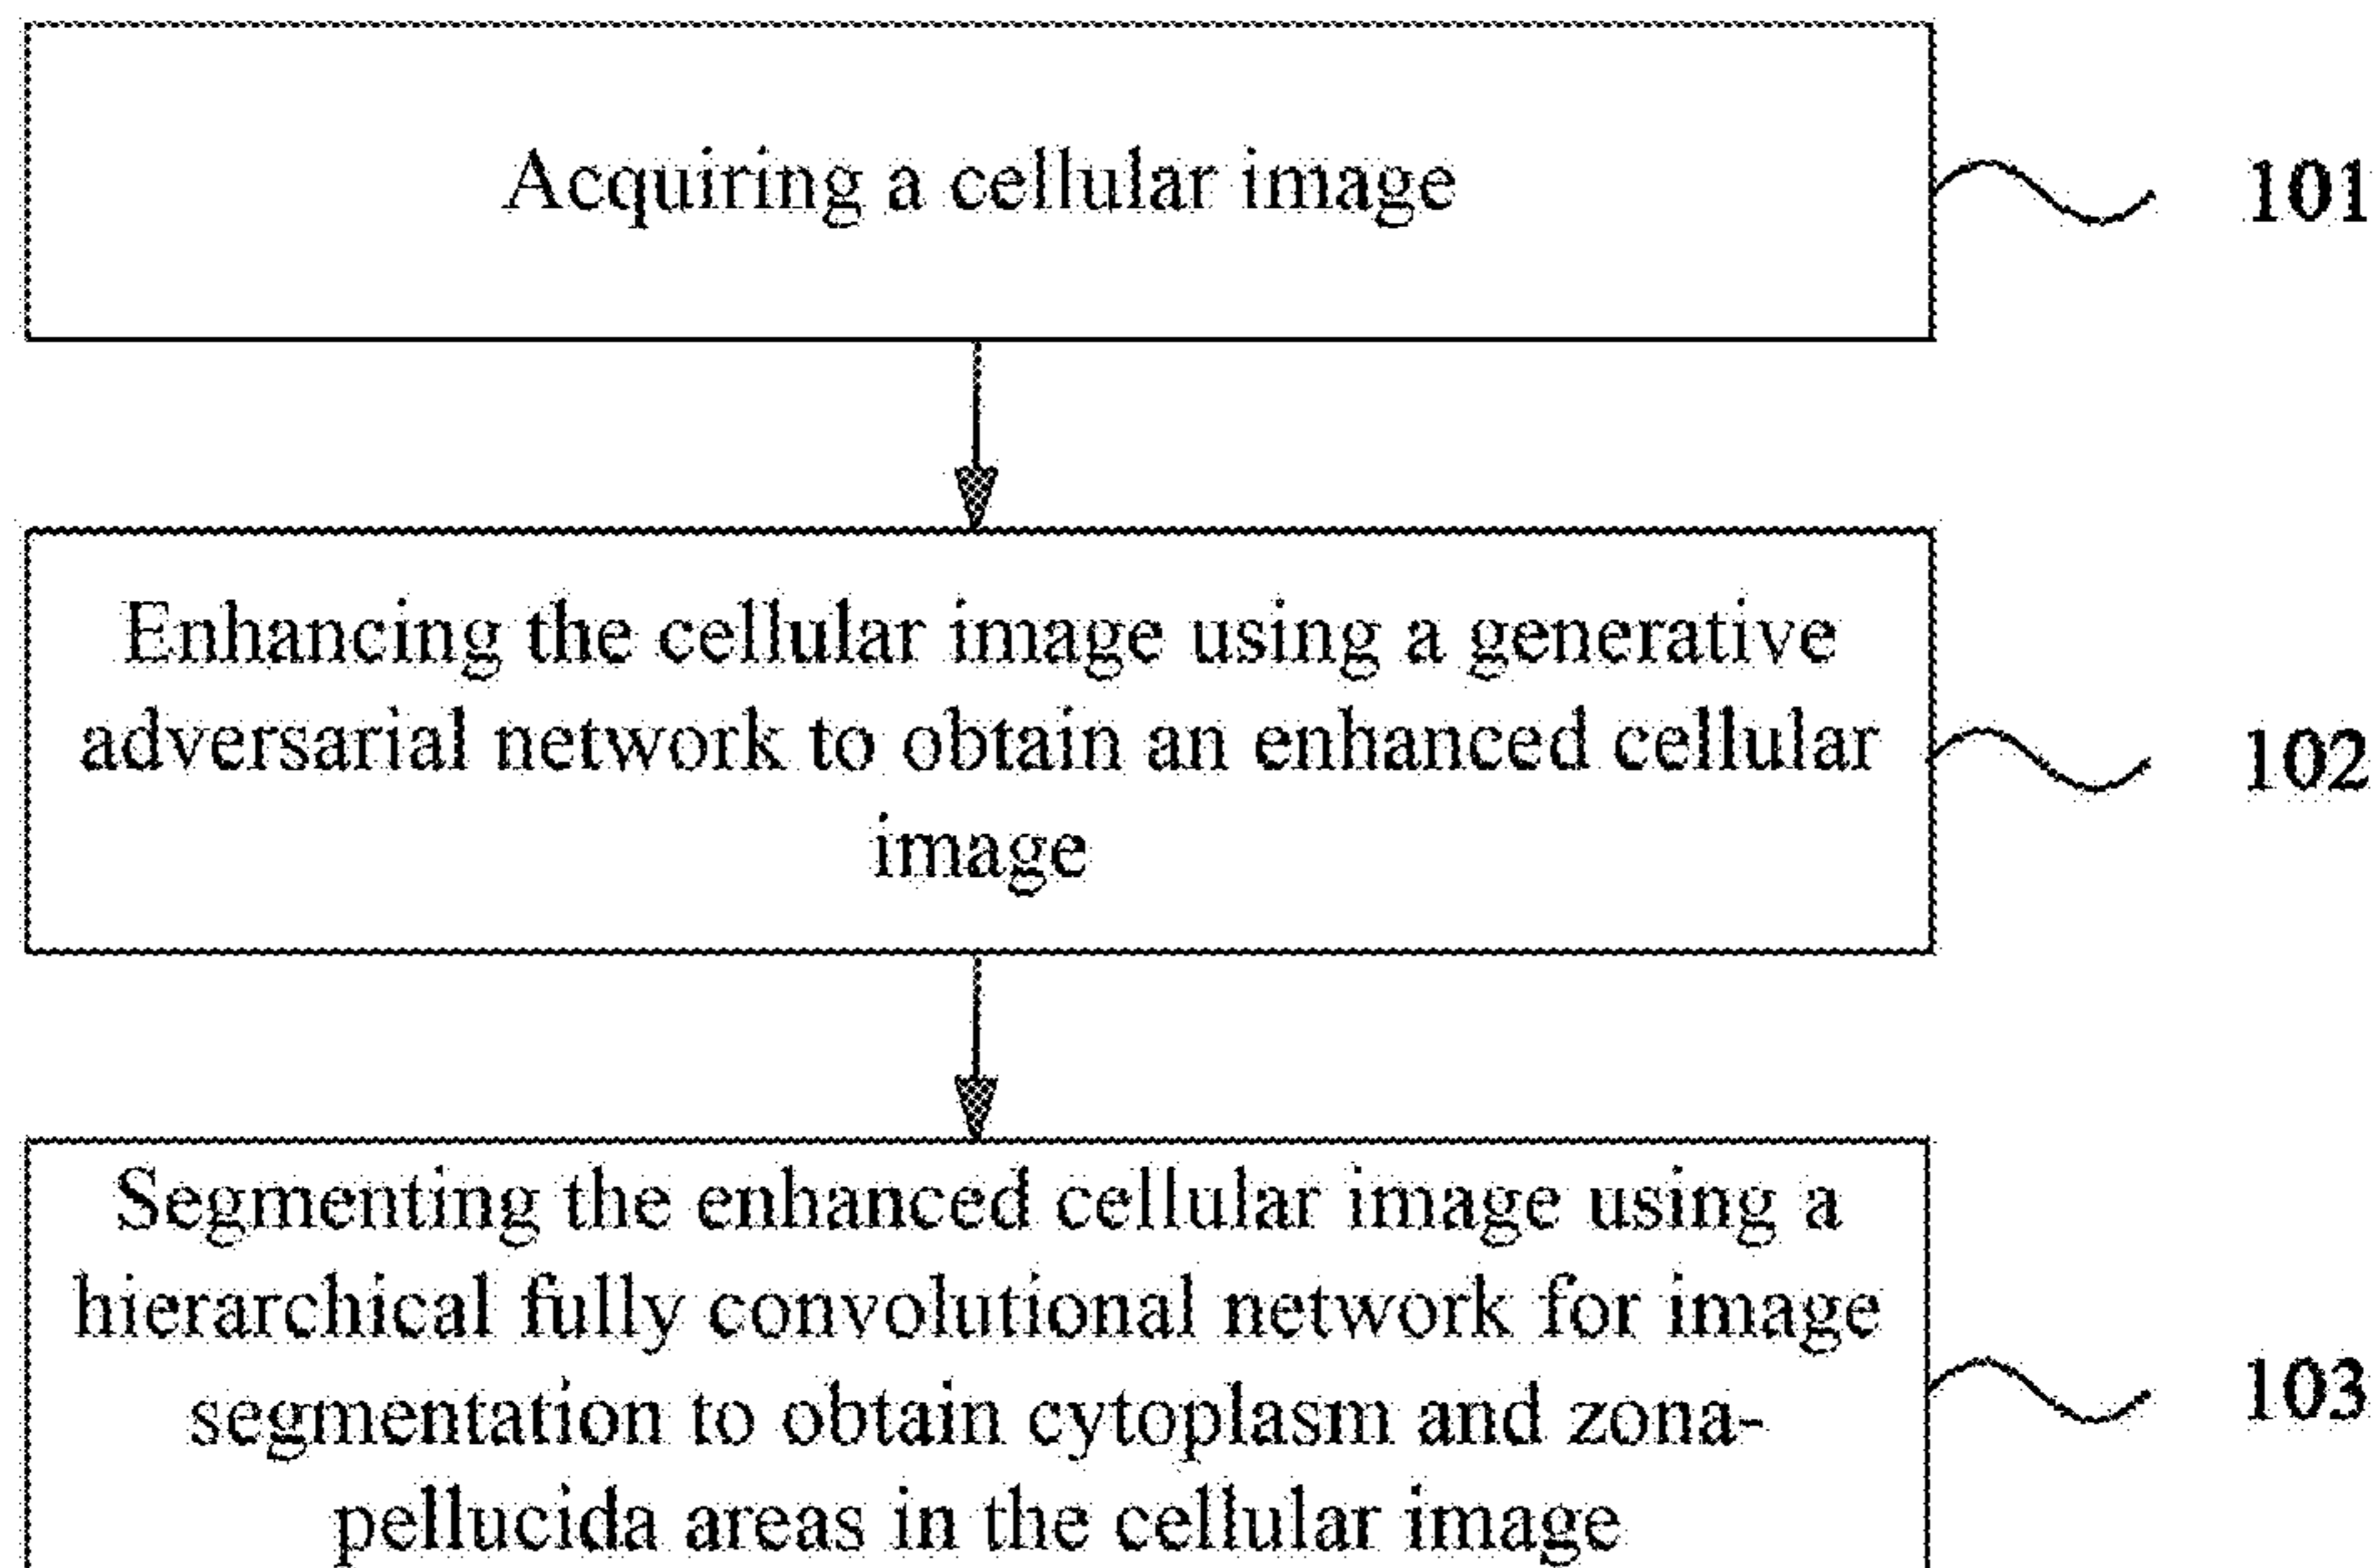 Acquiring a cellular image
101
Enhancing the cellular image using a generative
adversarial network to obtain an enhanced cellular
image
102
Segmenting the enhanced cellular image using a
hierarchical fully convolutional network for image
segmentation to obtain cytoplasm and zona-
pellucida areas in the cellular image
103